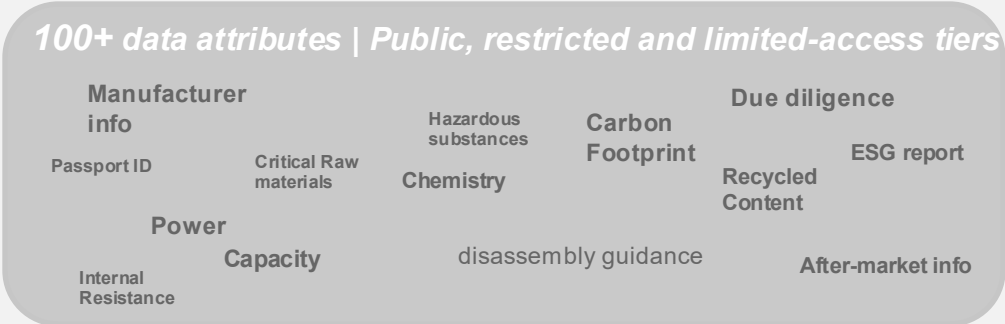 100+ data attributes | Public, restricted and limited-access tiers
Manufacturer
info
Hazardous
substances
Carbon
Footprint
Due diligence
Passport ID
Critical Raw
materials
Chemistry
Recycled
Content
ESG report
Power
Capacity
disassembly guidance
After-market info
Internal
Resistance